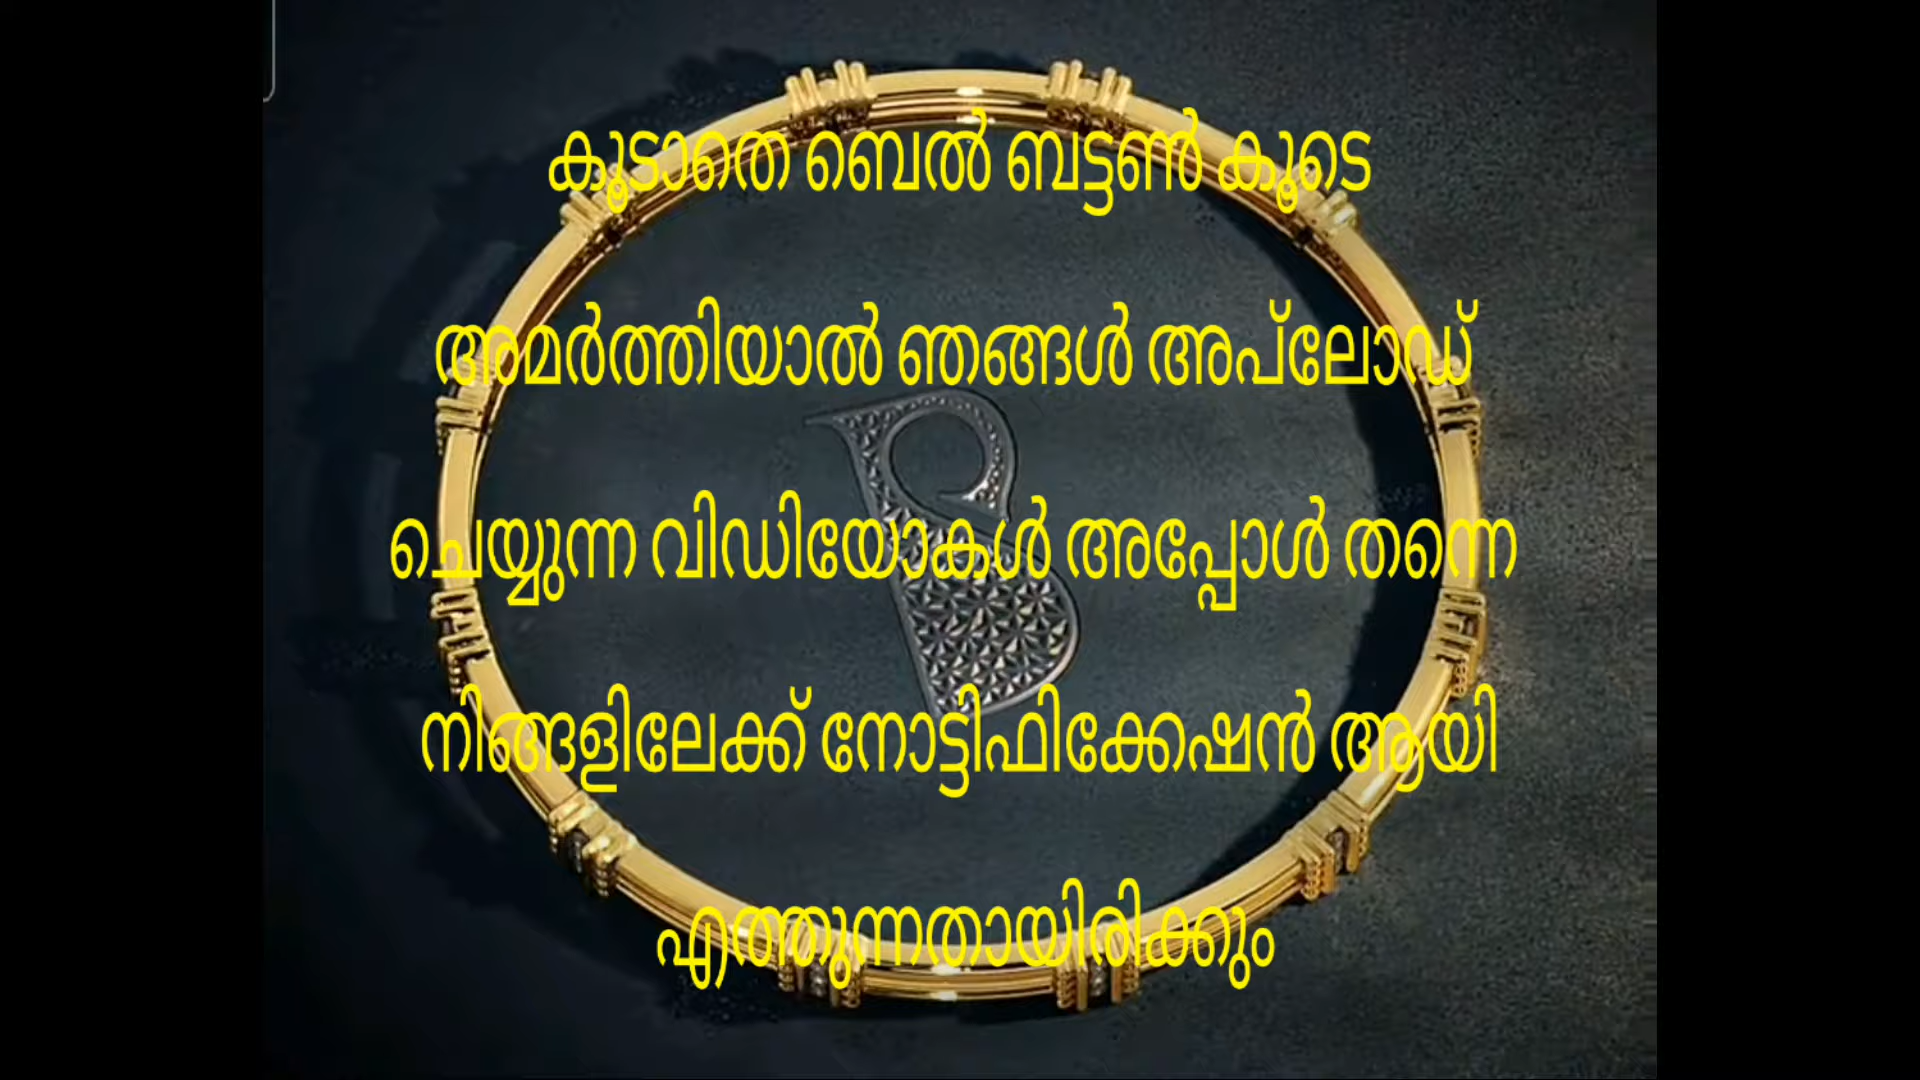 കൂടാതെ ബെൽ ബട്ടൺ കൂടെ
അമർത്തിയാൽ ഞങ്ങൾ അപ്ലോഡ്
ചെയ്യുന്ന വിഡിയോകൾ അപ്പോൾ തന്നെ
നിങ്ങളിലേക്ക് നോട്ടിഫിക്കേഷൻ ആയി
എത്തുന്നതായിരിക്കും